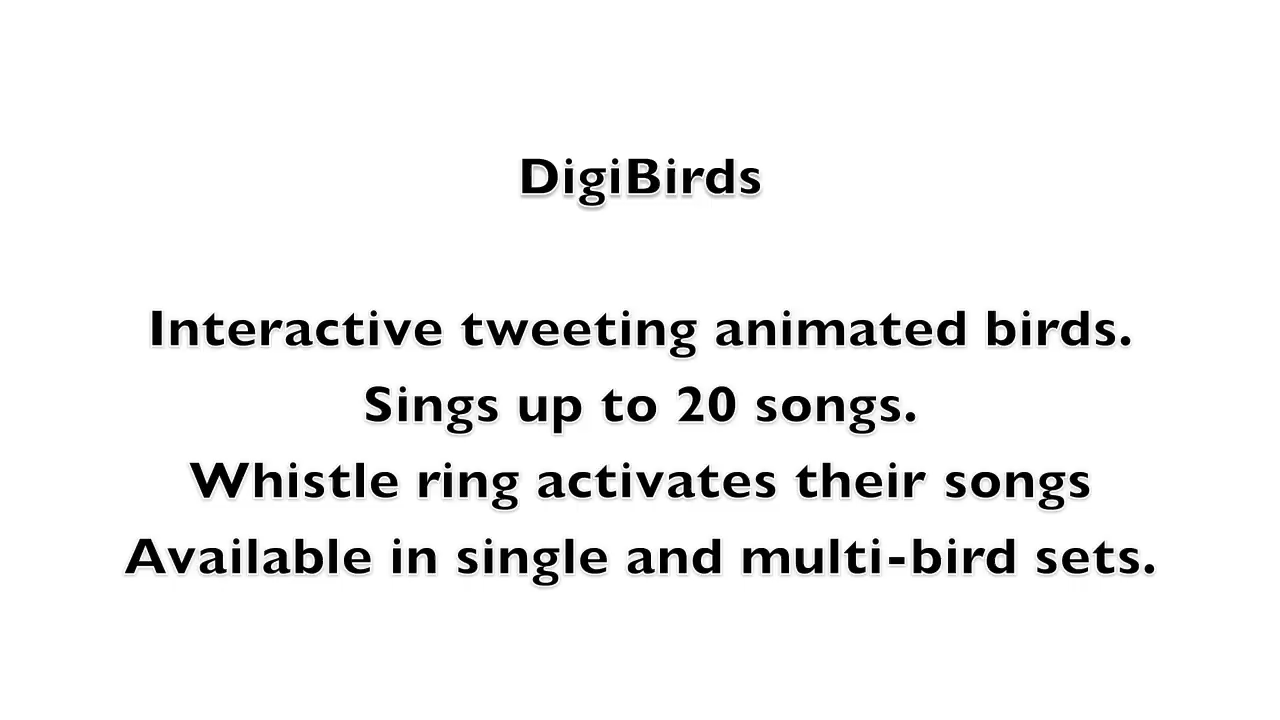 DigiBirds
Interactive tweeting animated birds.
Sings up to 20 songs.
Whistle ring activates their songs
Available in single and multi-bird sets.